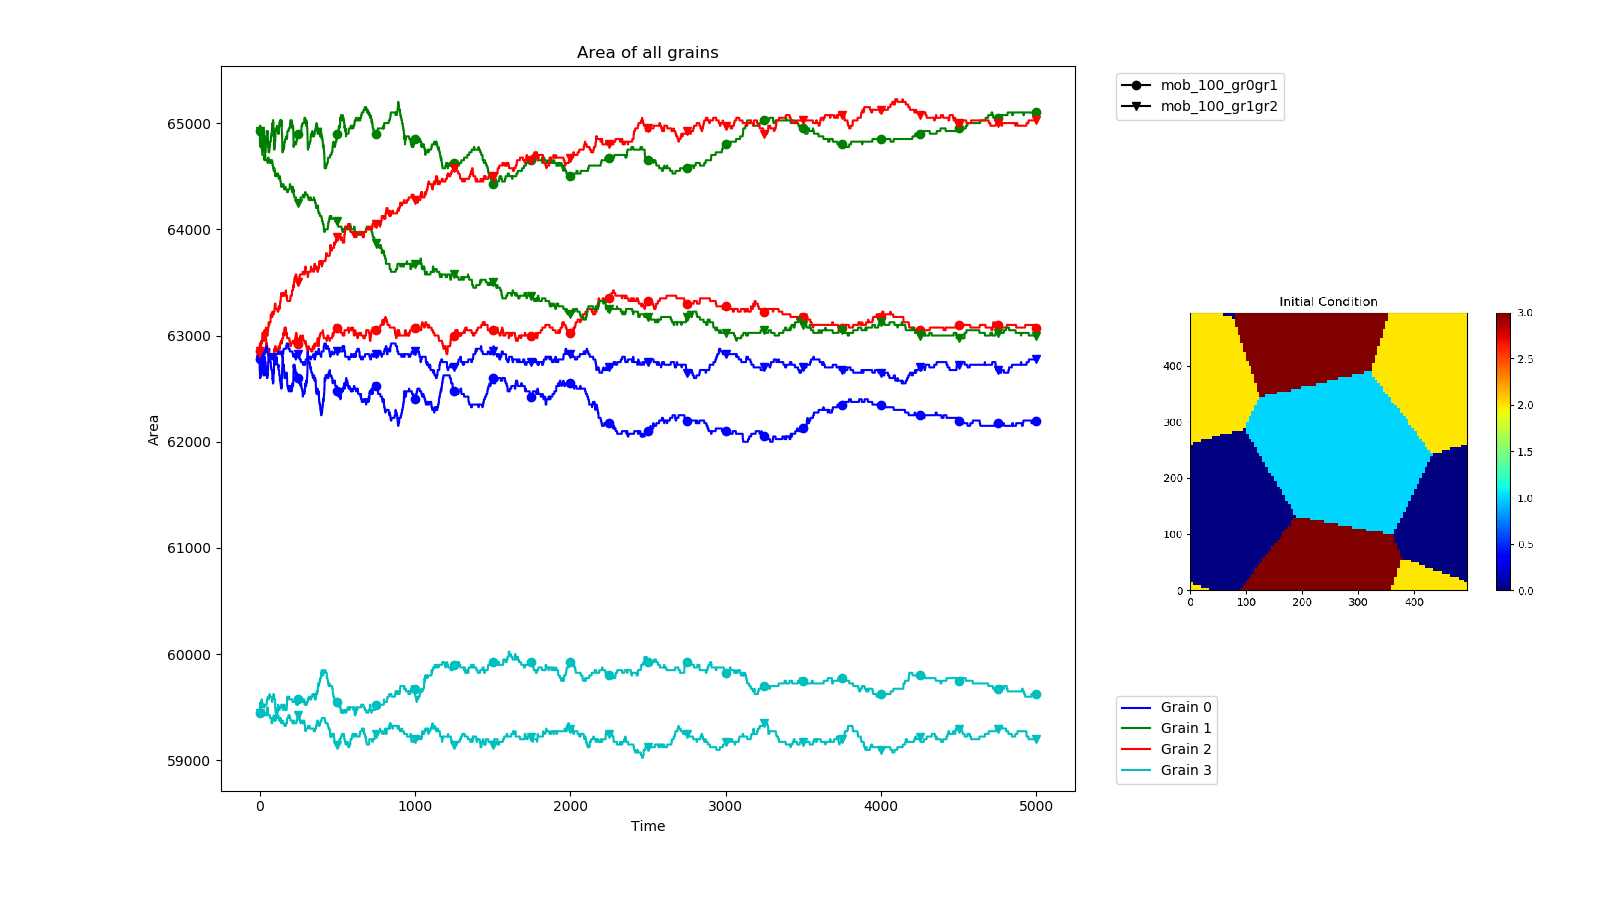 Area of all grains
65000
64000
63000
62000
61000
60000
59000
Area
0 1000 2000 3000 4000 5000
Time
mob_100_gr0gr1
mob_100_gr1gr2
Initial Condition
400
300
200
100
0
0 100 200 300 400
3.0
2.5
2.0
1.5
1.0
0.5
0.0
Grain 0
Grain 1
Grain 2
Grain 3